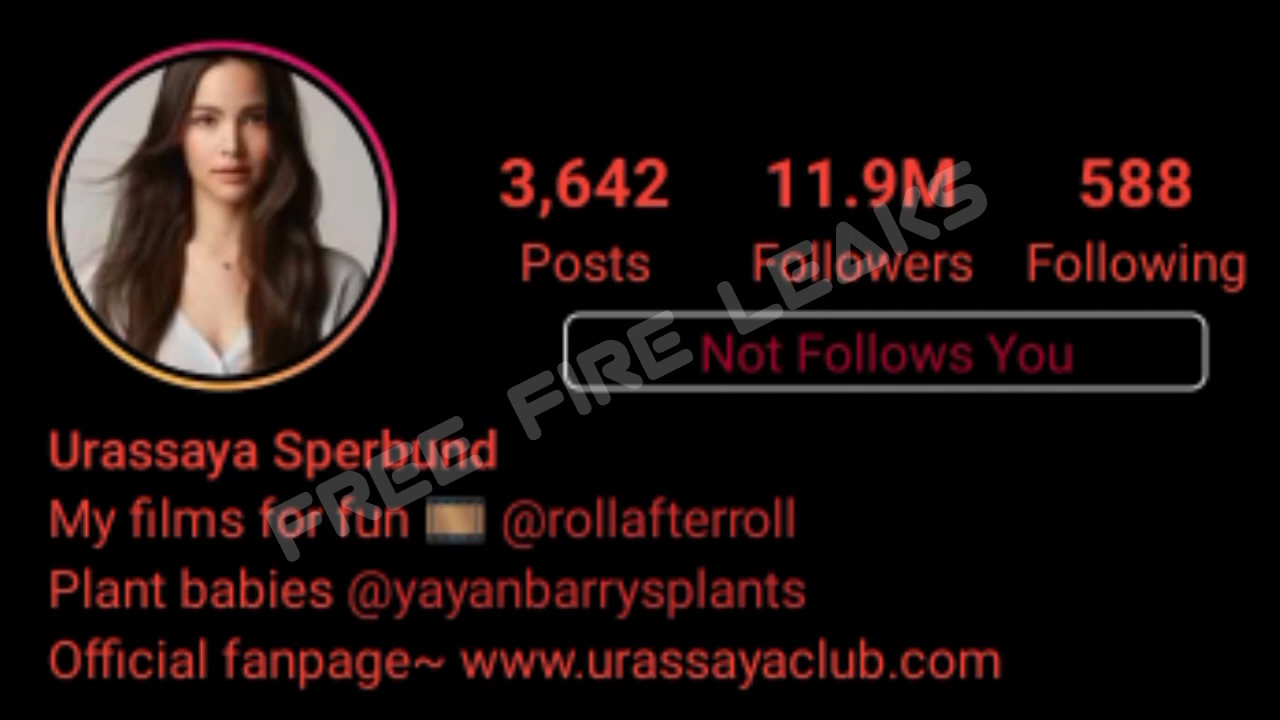 3,642 11.9M 588
Posts Followers Following
Not Follows You
Urassaya Sperbund
My films for fun 🎞️ @rollafterroll
Plant babies @yayanbarrysplants
Official fanpage~ www.urassayaclub.com
FREE FIRE LEAKS